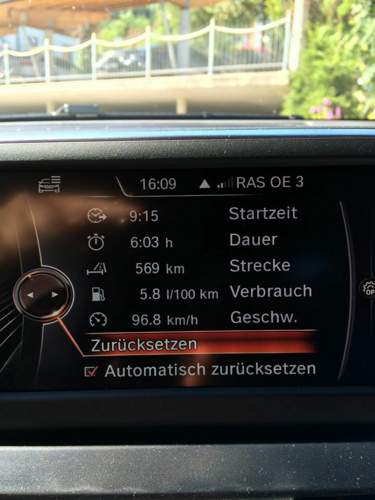 16:09 RAS OE 3
9:15 Startzeit
6:03 h Dauer
569 km Strecke
5.8 l/100 km Verbrauch
96.8 km/h Geschw.
Zurücksetzen
Automatisch zurücksetzen